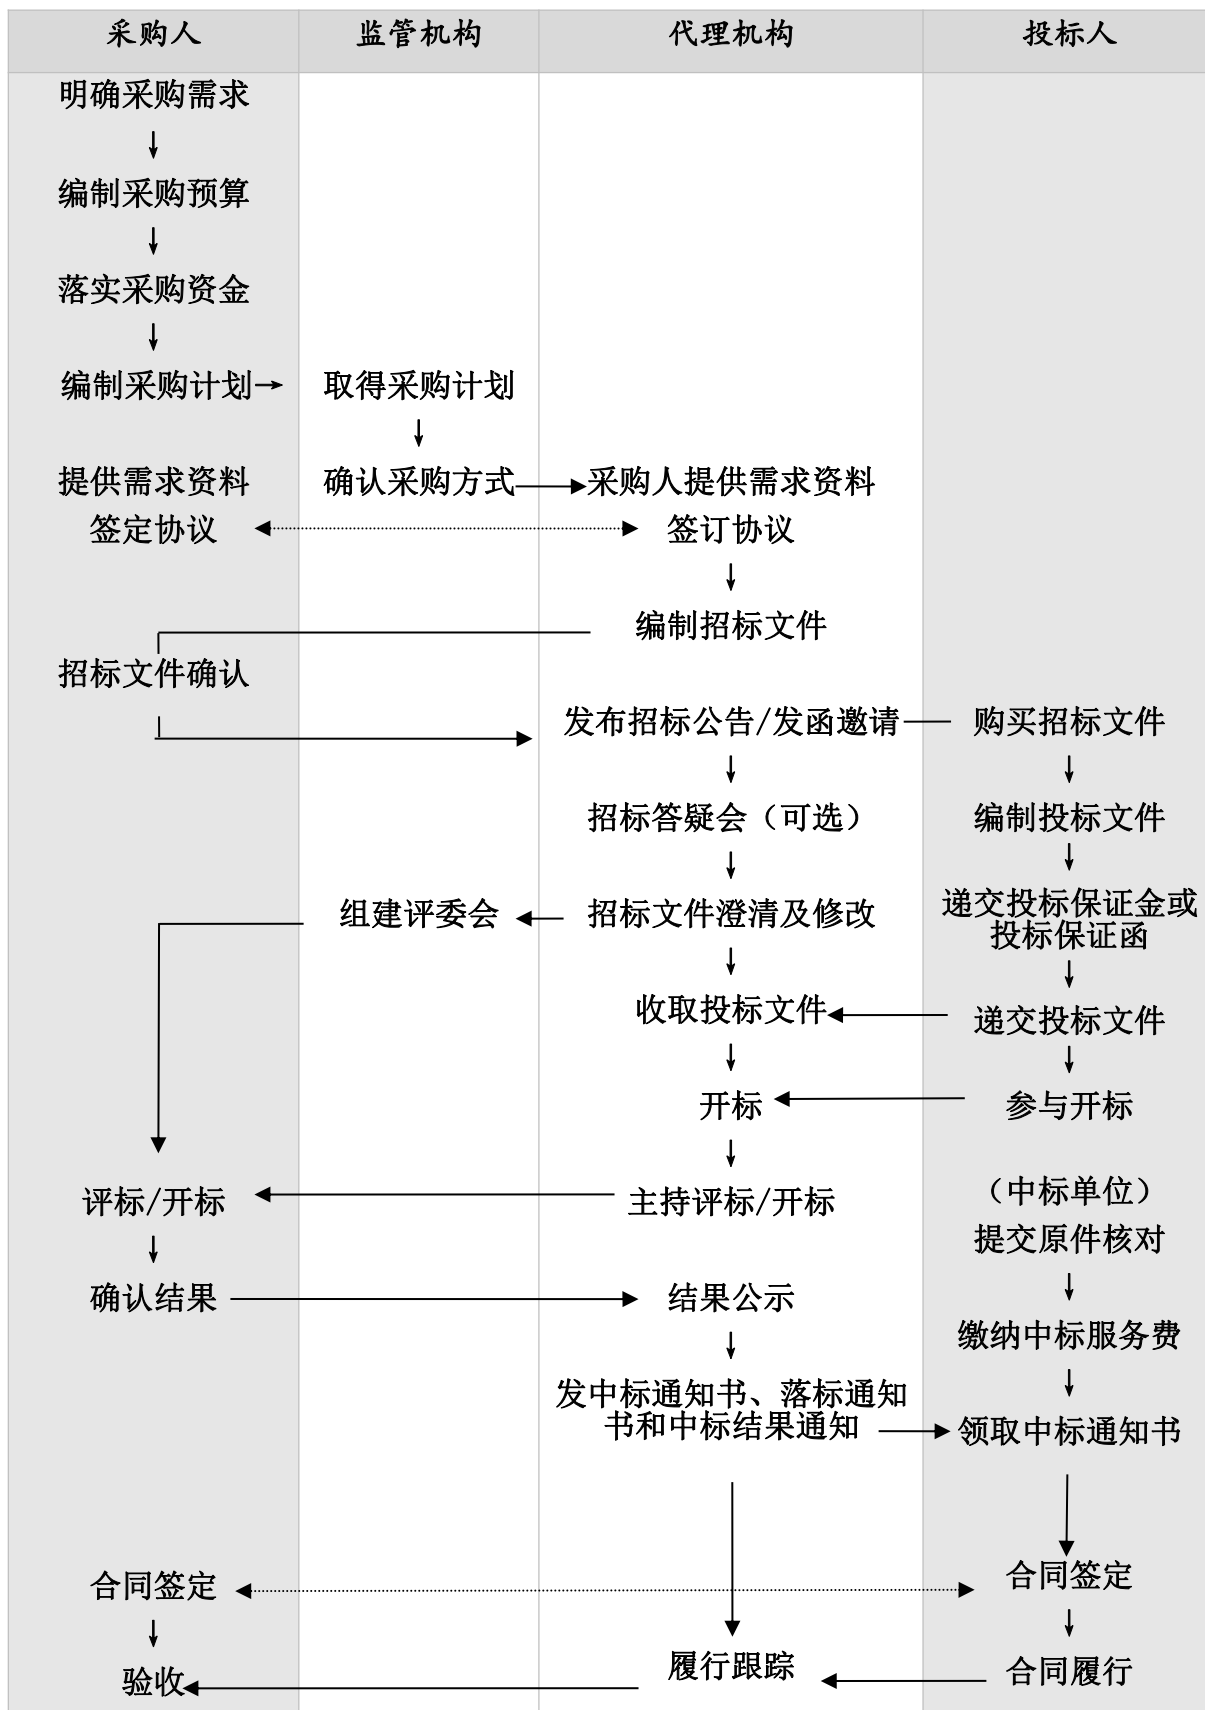 采购人
监管机构
代理机构
投标人
明确采购需求
编制采购预算
落实采购资金
编制采购计划
取得采购计划
提供需求资料
确认采购方式
采购人提供需求资料
签定协议
签订协议
编制招标文件
招标文件确认
发布招标公告/发函邀请
购买招标文件
招标答疑会（可选）
编制投标文件
组建评委会
招标文件澄清及修改
递交投标保证金或
投标保证函
收取投标文件
递交投标文件
开标
参与开标
评标/开标
主持评标/开标
（中标单位）
提交原件核对
确认结果
结果公示
缴纳中标服务费
发中标通知书、落标通知
书和中标结果通知
领取中标通知书
合同签定
合同签定
验收
履行跟踪
合同履行